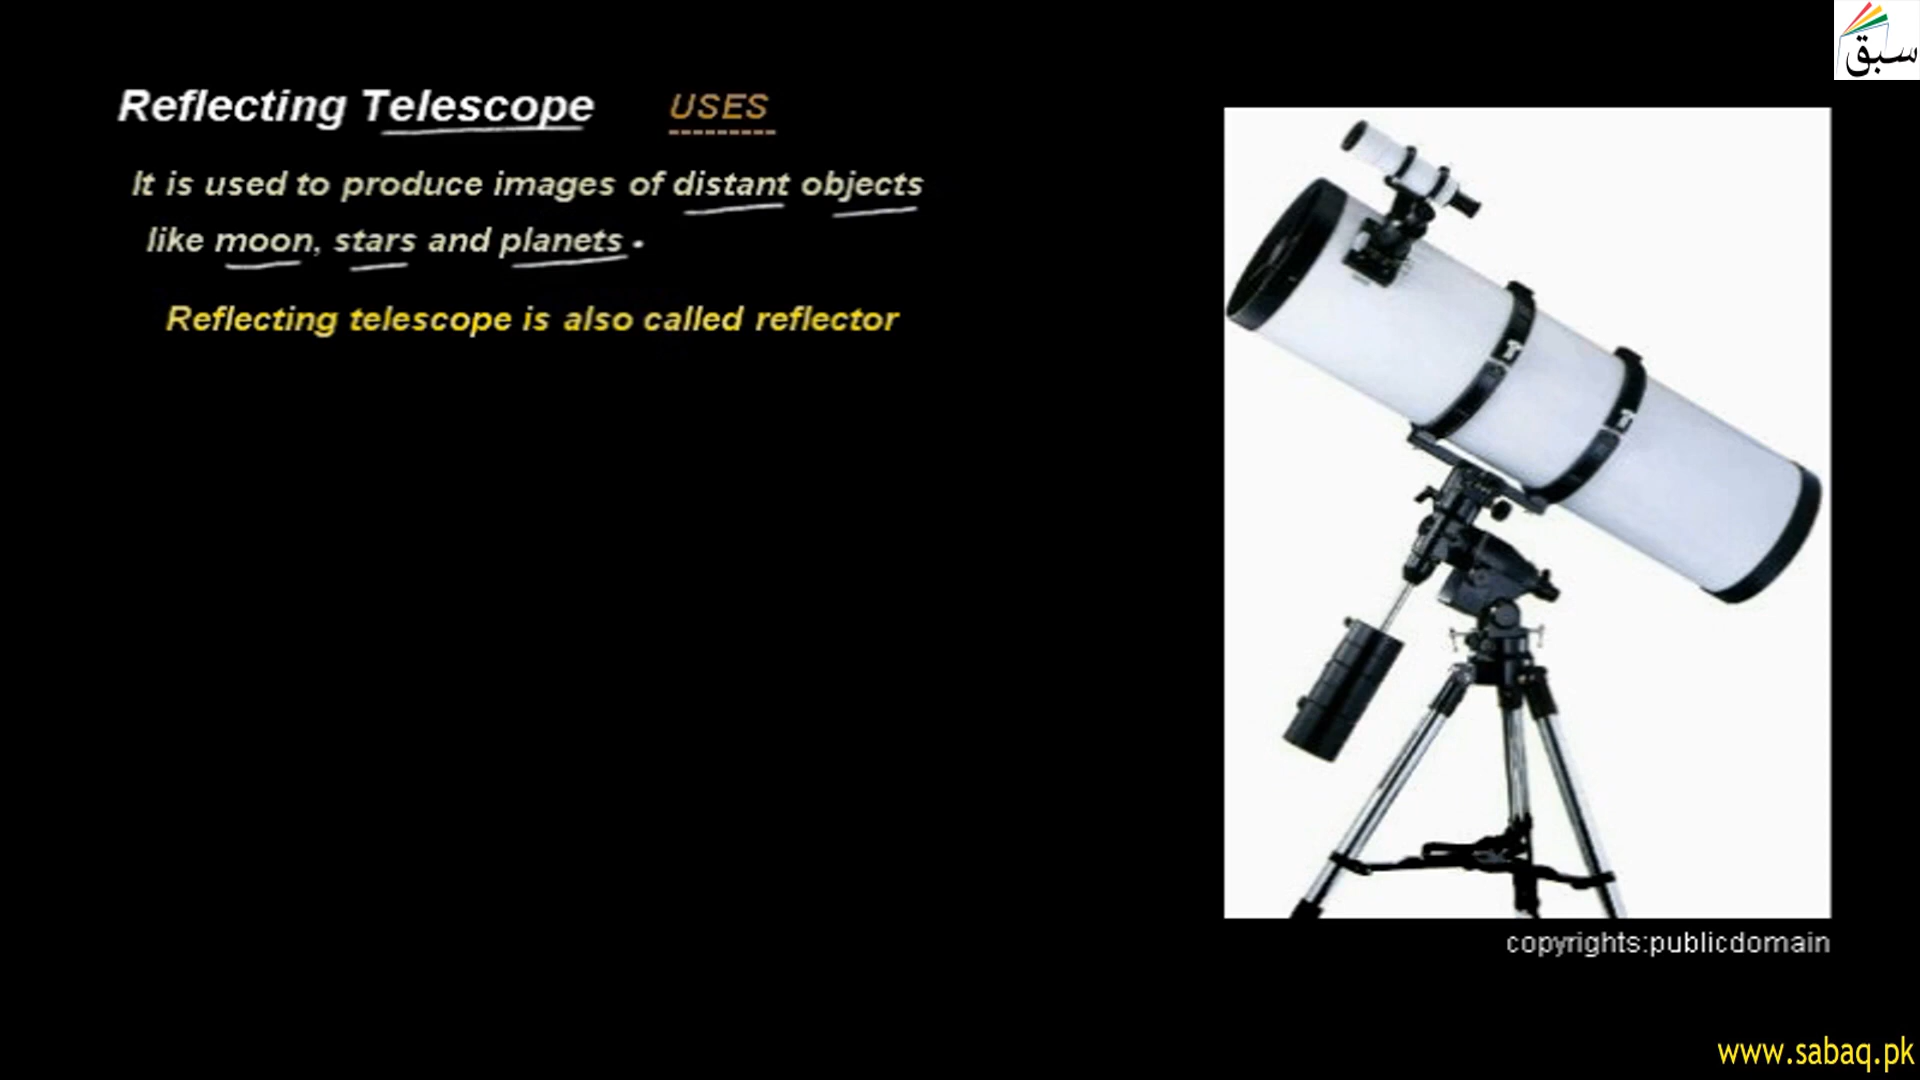 سبق
Reflecting Telescope USES
It is used to produce images of distant objects
like moon, stars and planets.
Reflecting telescope is also called reflector
copyrights:publicdomain
www.sabaq.pk